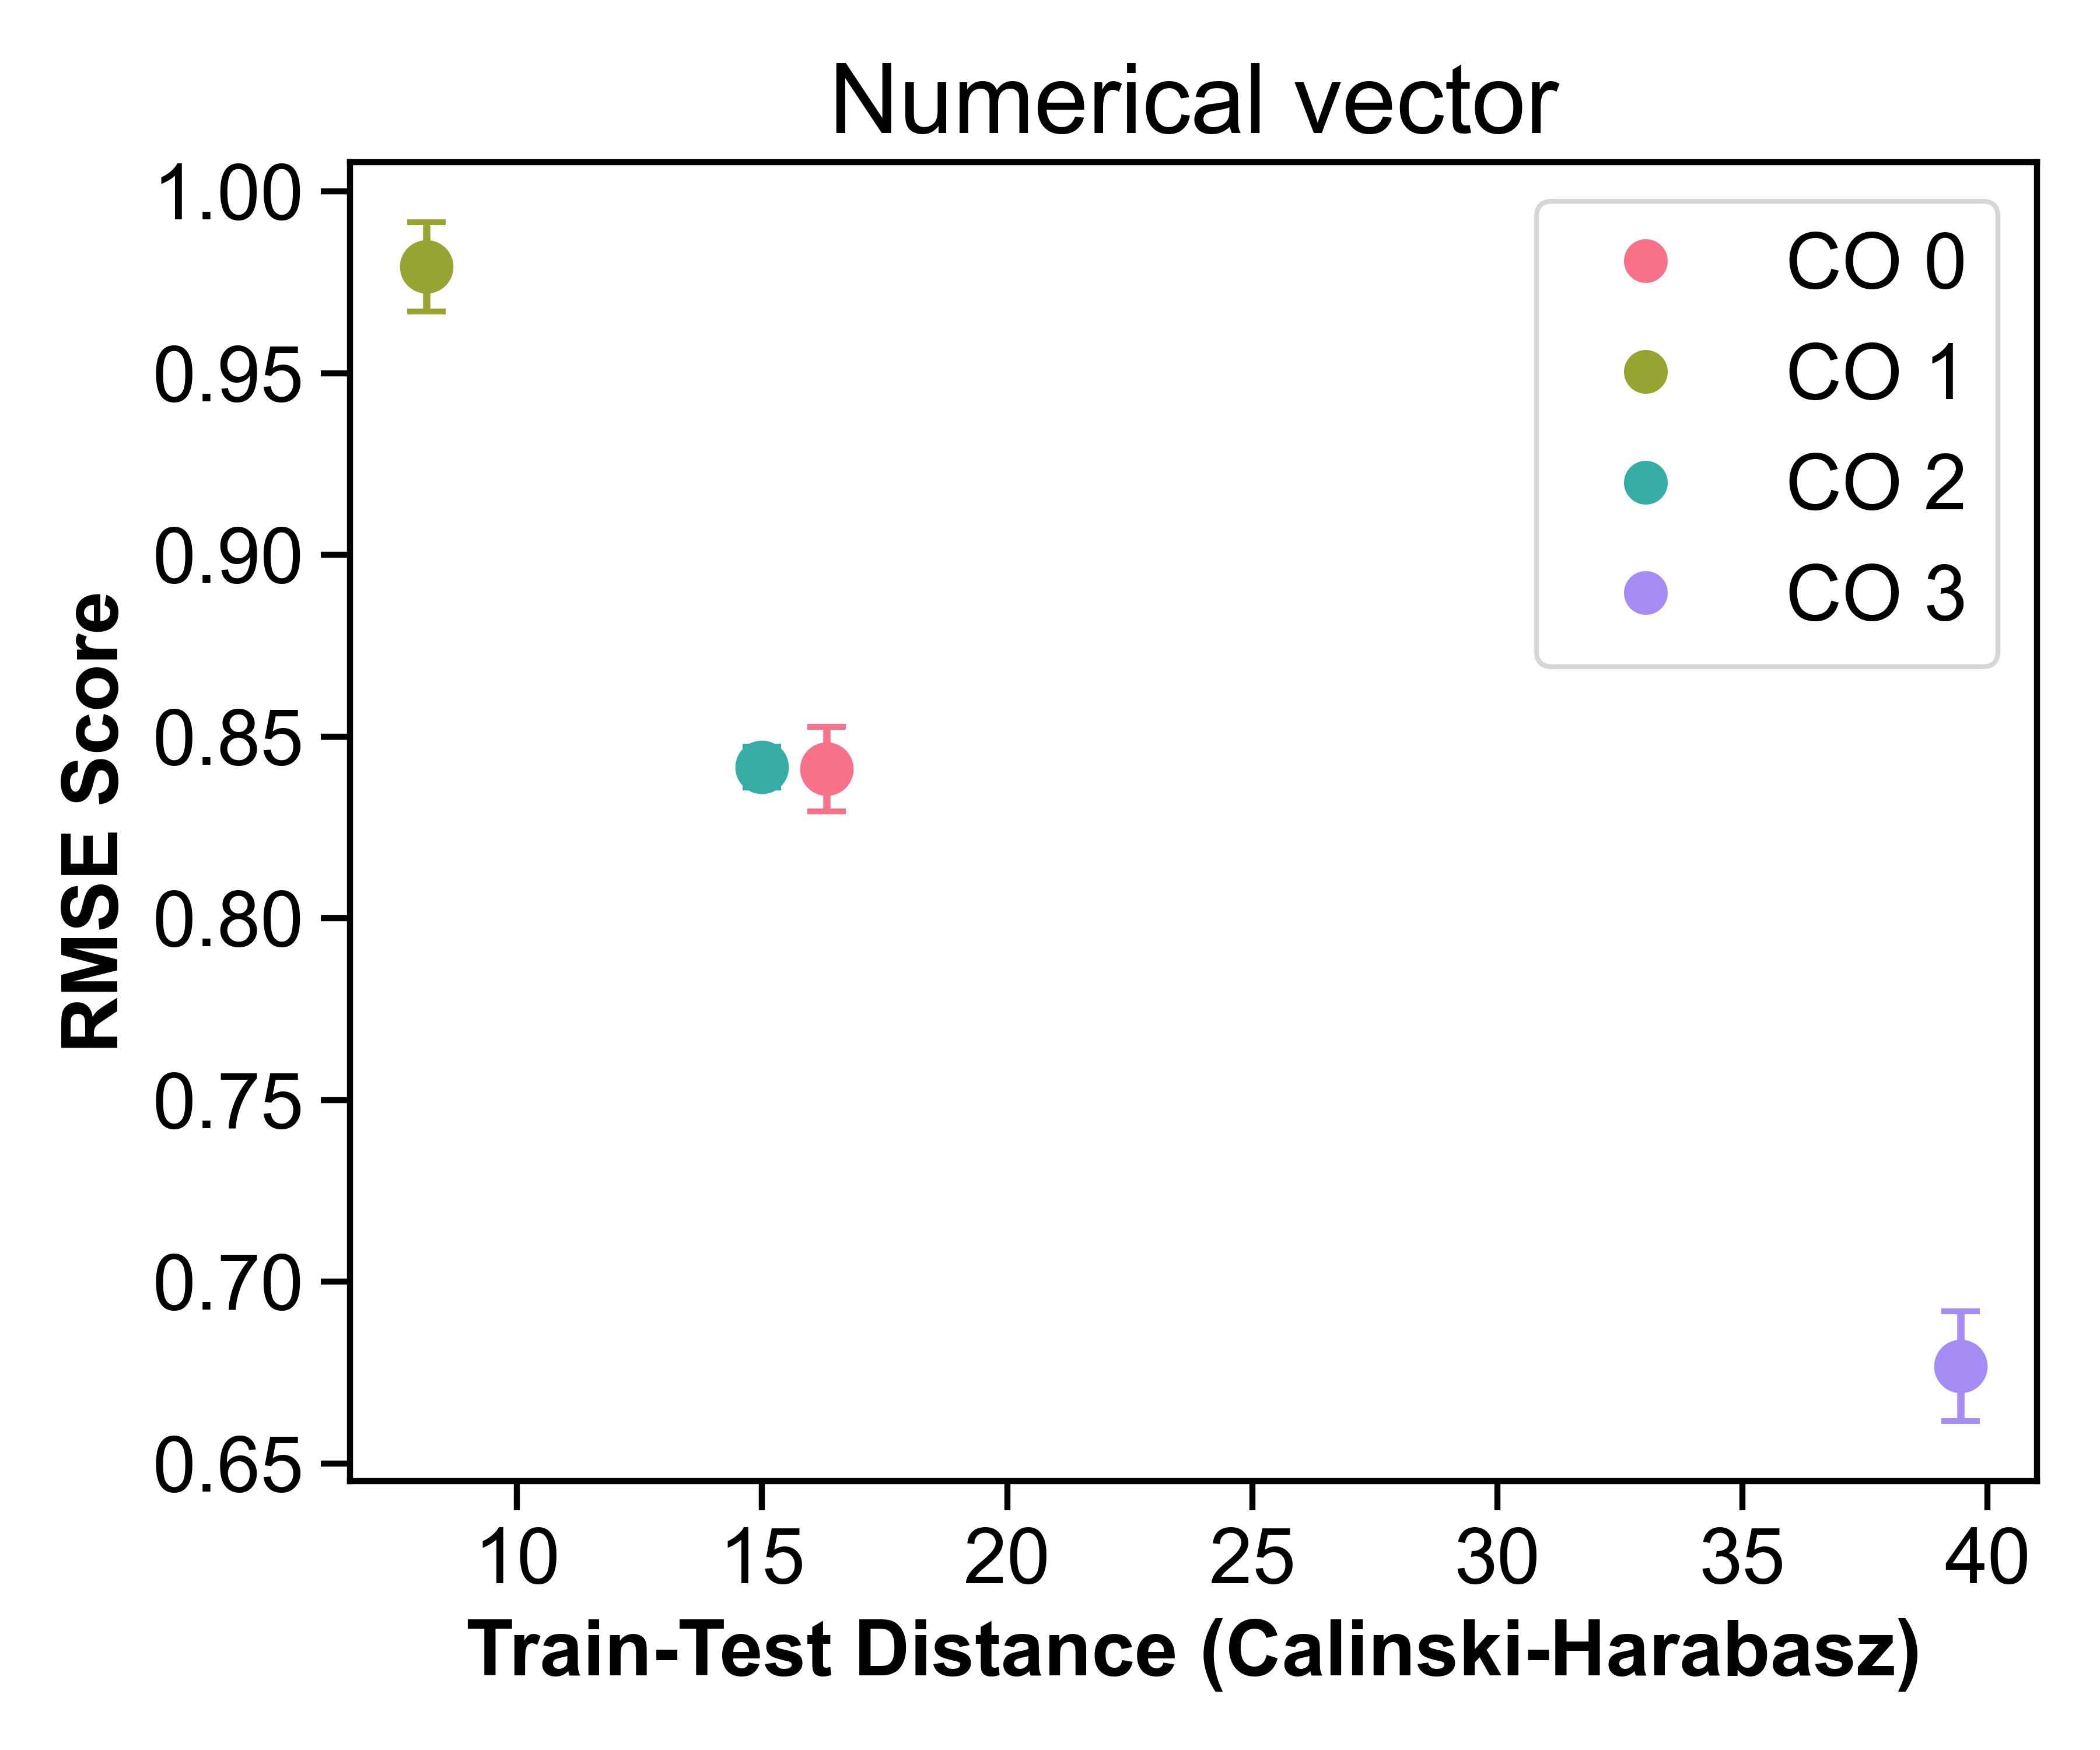 Numerical vector
1.00
0.95
0.90
0.85
0.80
0.75
0.70
0.65
RMSE Score
CO 0
CO 1
CO 2
CO 3
10 15 20 25 30 35 40
Train-Test Distance (Calinski-Harabasz)